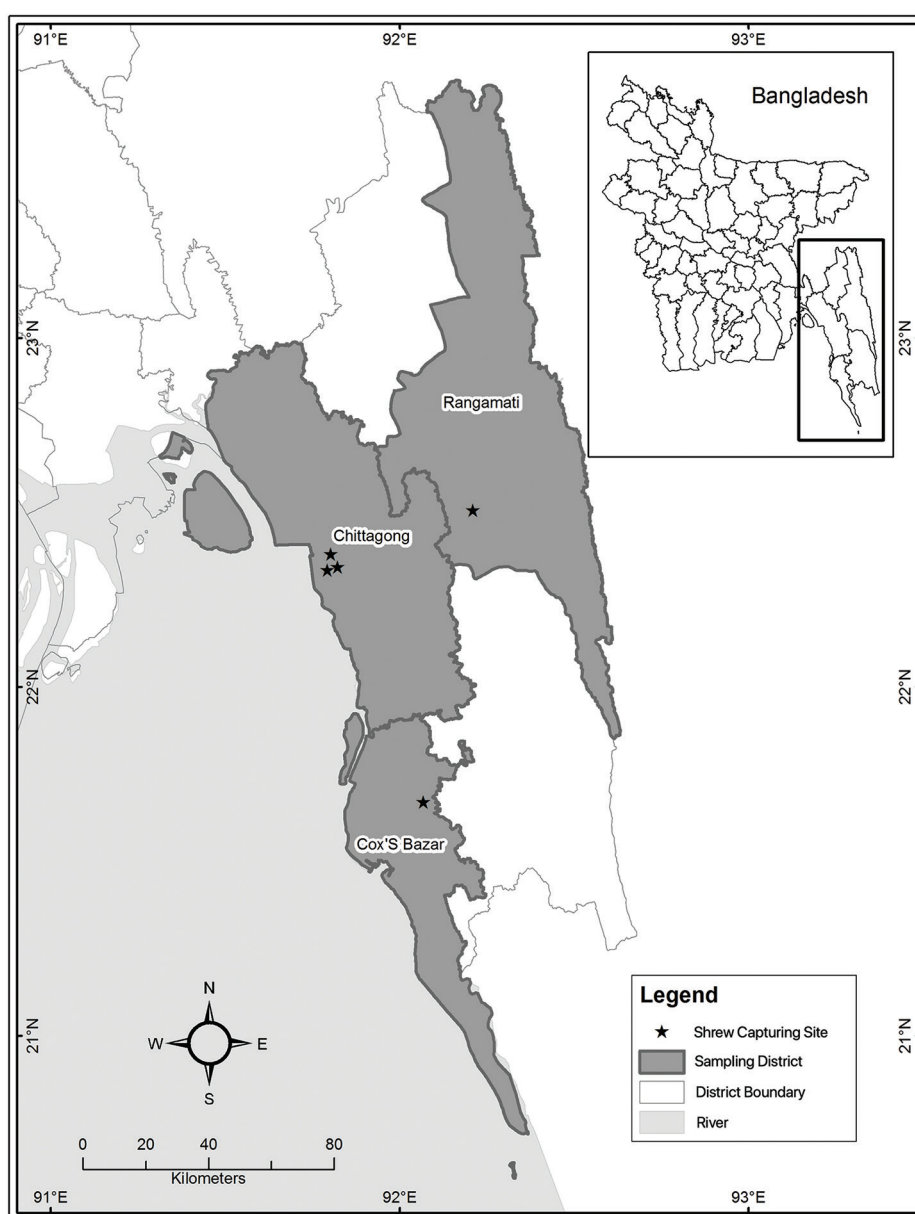 91°E
92°E
93°E
Bangladesh
23°N
23°N
Rangamati
Chittagong
22°N
22°N
Cox'S Bazar
Legend
Shrew Capturing Site
Sampling District
District Boundary
River
21°N
21°N
N
W
E
S
0
20
40
60
80
Kilometers
91°E
92°E
93°E